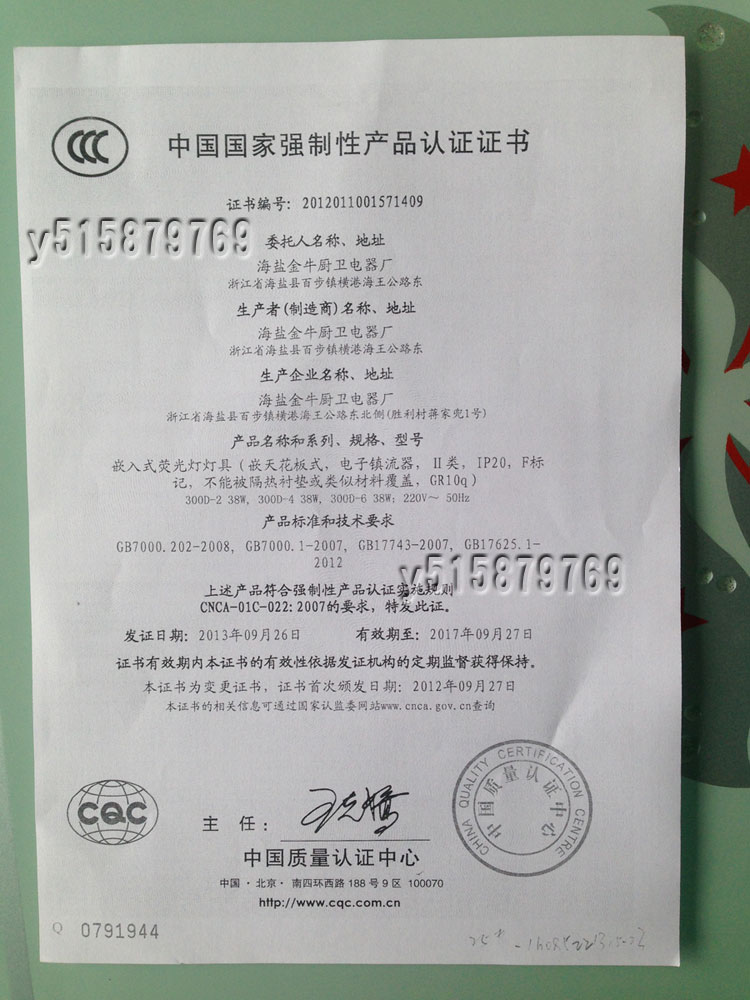 CCC
中国国家强制性产品认证证书
证书编号: 2012011001571409
y515879769
委托人名称、地址
海盐金牛厨卫电器厂
浙江省海盐县百步镇横港海王公路东
生产者(制造商)名称、地址
海盐金牛厨卫电器厂
浙江省海盐县百步镇横港海王公路东
生产企业名称、地址
海盐金牛厨卫电器厂
浙江省海盐县百步镇横港海王公路东北侧(胜利村蒋家兜1号)
产品名称和系列、规格、型号
嵌入式荧光灯灯具(嵌天花板式, 电子镇流器, II类, IP20, F标
记, 不能被隔热衬垫或类似材料覆盖, GR10q)
300D-2 38W, 300D-4 38W, 300D-6 38W; 220V~ 50Hz
产品标准和技术要求
GB7000.202-2008, GB7000.1-2007, GB17743-2007, GB17625.1-
2012
y515879769
上述产品符合强制性产品认证实施规则
CNCA-01C-022:2007的要求, 特发此证。
发证日期: 2013年09月26日 有效期至: 2017年09月27日
证书有效期内本证书的有效性依据发证机构的定期监督获得保持。
本证书为变更证书, 证书首次颁发日期: 2012年09月27日
本证书的相关信息可通过国家认监委网站www.cnca.gov.cn查询
CQC
主任:
CHINA QUALITY CERTIFICATION CENTRE
中国质量认证中心
中国质量认证中心
中国·北京·南四环西路188号9区 100070
http://www.cqc.com.cn
Q 0791944